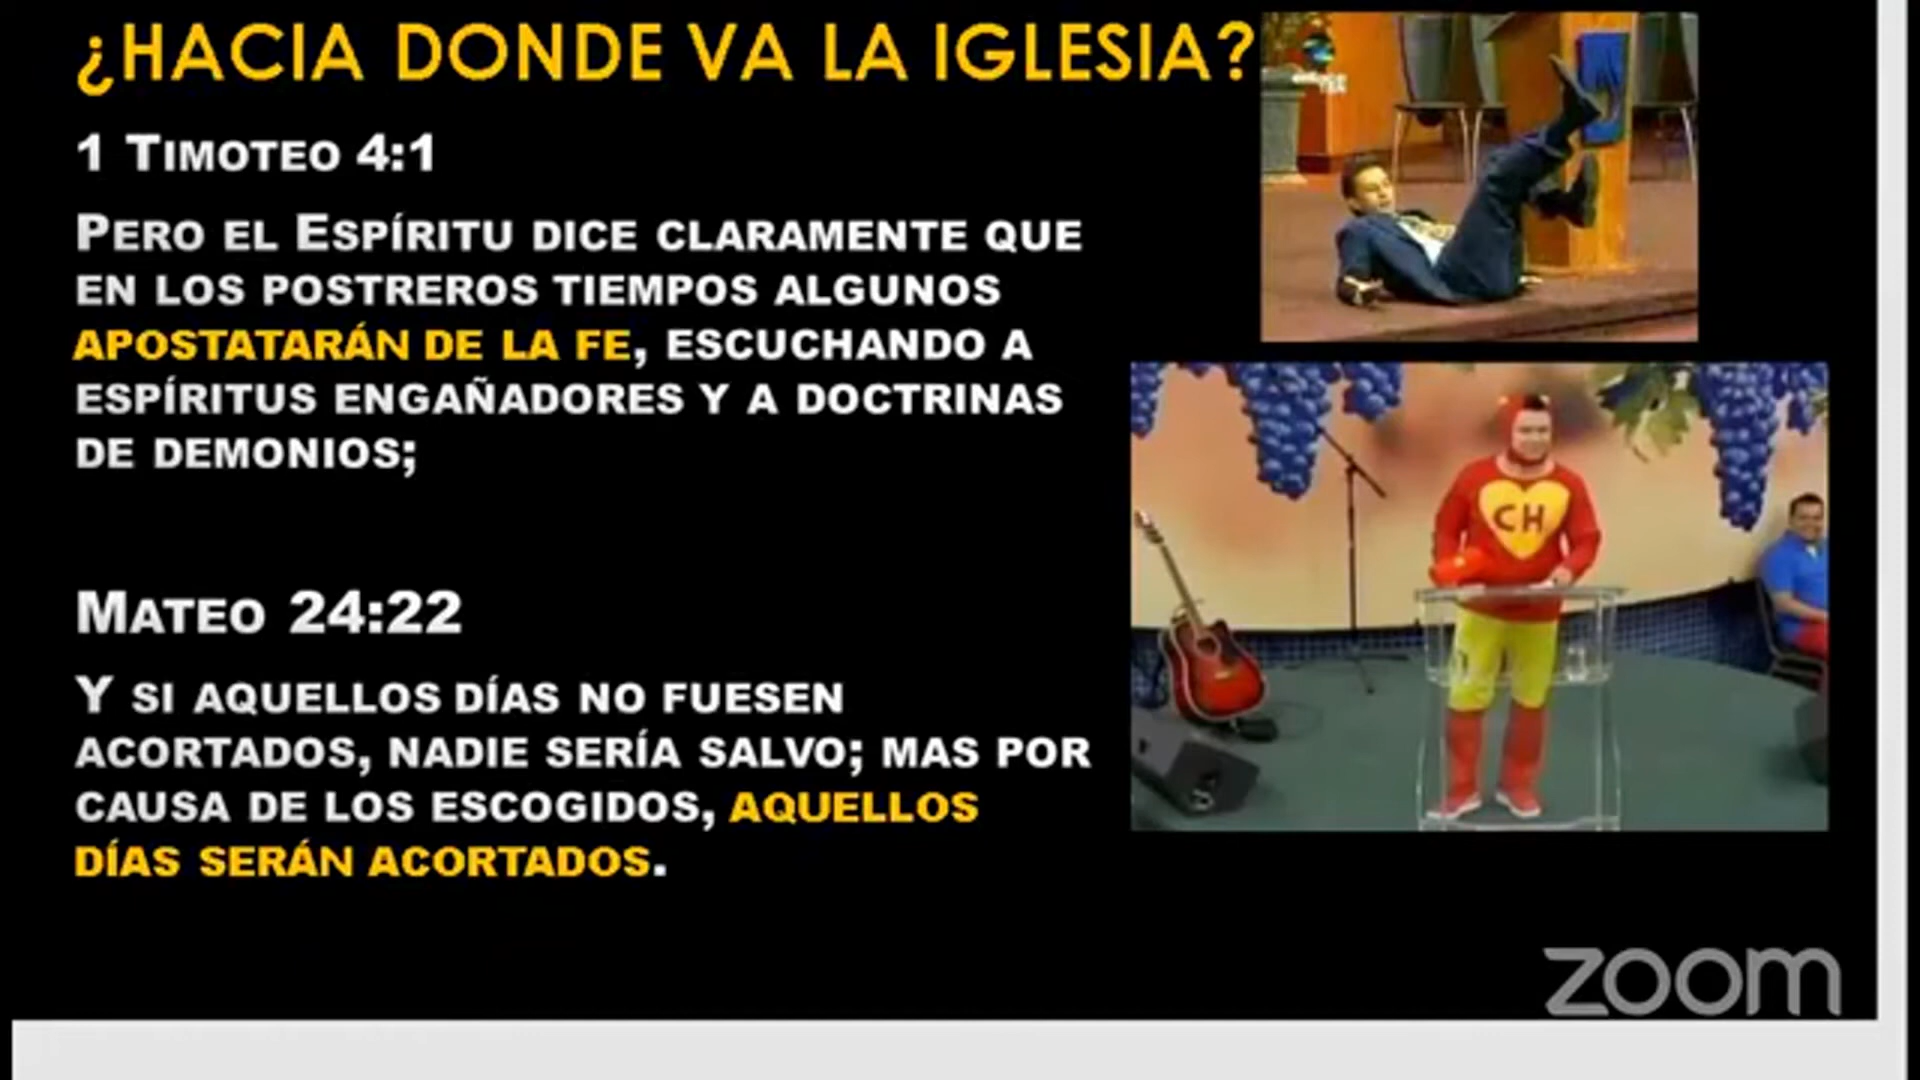 ¿HACIA DONDE VA LA IGLESIA?
1 TIMOTEO 4:1
PERO EL ESPÍRITU DICE CLARAMENTE QUE
EN LOS POSTREROS TIEMPOS ALGUNOS
APOSTATARÁN DE LA FE, ESCUCHANDO A
ESPÍRITUS ENGAÑADORES Y A DOCTRINAS
DE DEMONIOS;
MATEO 24:22
Y SI AQUELLOS DÍAS NO FUESEN
ACORTADOS, NADIE SERÍA SALVO; MAS POR
CAUSA DE LOS ESCOGIDOS, AQUELLOS
DÍAS SERÁN ACORTADOS.
CH
zoom